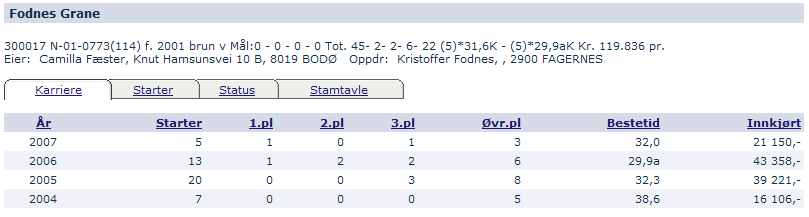 Fodnes Grane
300017 N-01-0773(114) f. 2001 brun v Mål:0 - 0 - 0 - 0 Tot. 45- 2- 2- 6- 22 (5)*31,6K - (5)*29,9aK Kr. 119.836 pr.
Eier: Camilla Fæster, Knut Hamsunsvei 10 B, 8019 BODØ Oppdr: Kristoffer Fodnes, , 2900 FAGERNES
Karriere Starter Status Stamtavle
År Starter 1.pl 2.pl 3.pl Øvr.pl Bestetid Innkjørt
2007 5 1 0 1 3 32,0 21 150,-
2006 13 1 2 2 6 29,9a 43 358,-
2005 20 0 0 3 8 32,3 39 221,-
2004 7 0 0 0 5 38,6 16 106,-